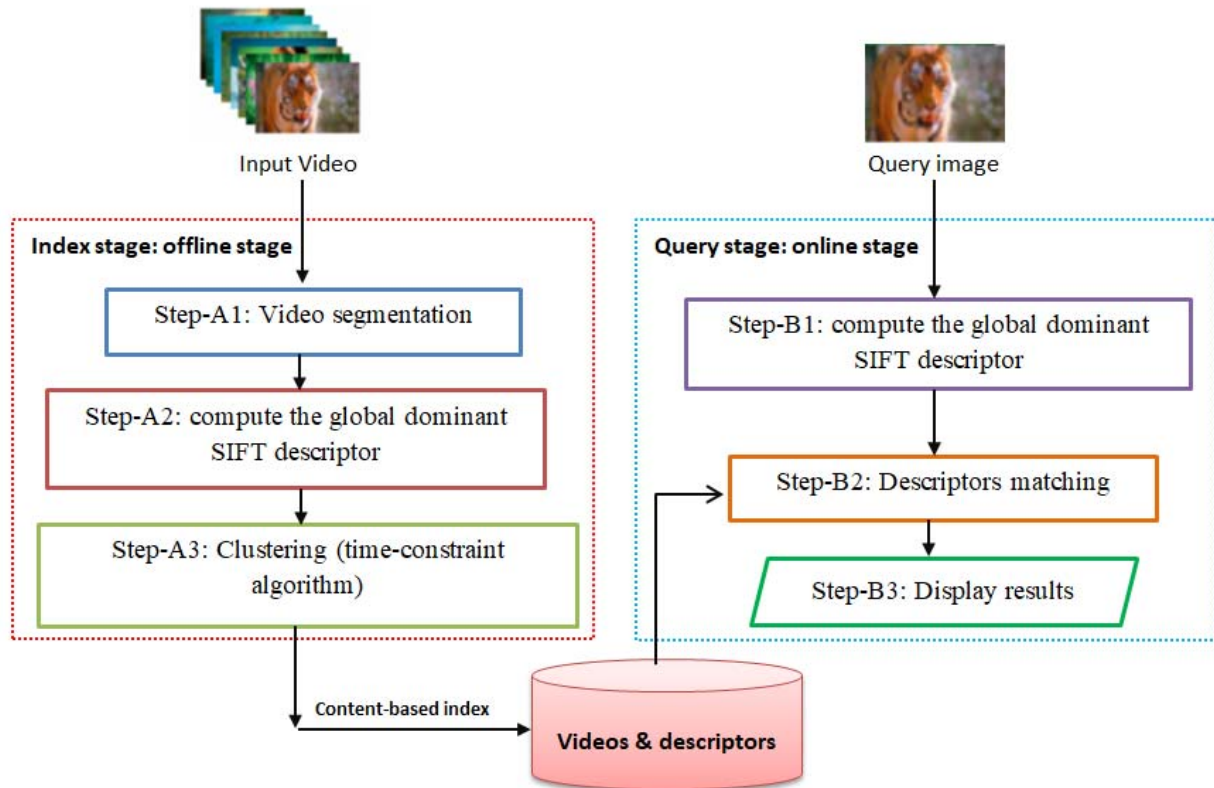 Input Video
Query image
Index stage: offline stage
Step-A1: Video segmentation
Step-A2: compute the global dominant
SIFT descriptor
Step-A3: Clustering (time-constraint
algorithm)
Query stage: online stage
Step-B1: compute the global dominant
SIFT descriptor
Step-B2: Descriptors matching
Step-B3: Display results
Content-based index
Videos & descriptors